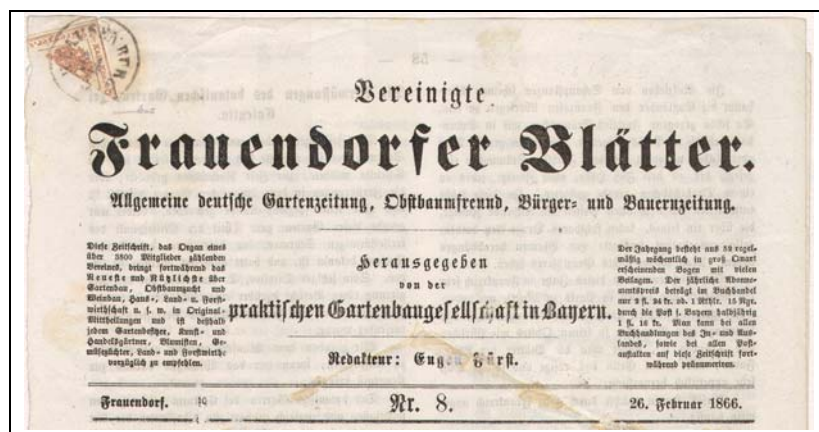 Vereinigte
Frauendorfer Blätter.
Allgemeine deutsche Gartenzeitung, Obstbaumfreund, Bürger- und Bauernzeitung.
Diese Zeitschrift, das Organ eines
über 5800 Mitglieder zählenden
Vereines, bringt fortwährend das
Neueste und Nützlichste über
Gartenbau, Obstbaumzucht und
Weinbau, Haus-, Land- u. Forst-
wirthschaft u. s. w. in Original-
Mittheilungen und ist deßhalb
jedem Gartenbesitzer, Kunst- und
Handelsgärtner, Blumisten, Ge-
müsezüchter, Land- und Forstwirthe
vorzüglich zu empfehlen.
Herausgegeben
von der
praktischen Gartenbaugesellschaft in Bayern.
Redakteur: Eugen Fürst.
Der Jahrgang besteht aus 52 regel-
mäßig wöchentlich in groß Quart
erscheinenden Bogen mit vielen
Beilagen. Der jährliche Abonne-
mentspreis beträgt im Buchhandel
nur 2 fl. 24 kr. od. 1 Rthlr. 15 Ngr.
durch die Post f. Bayern halbjährig
1 fl. 16 kr. Man kann bei allen
Buchhandlungen des In- und Aus-
landes, sowie bei allen Post-
anstalten auf diese Zeitschrift fort-
während pränumeriren.
Frauendorf.
Nr. 8.
26. Februar 1866.